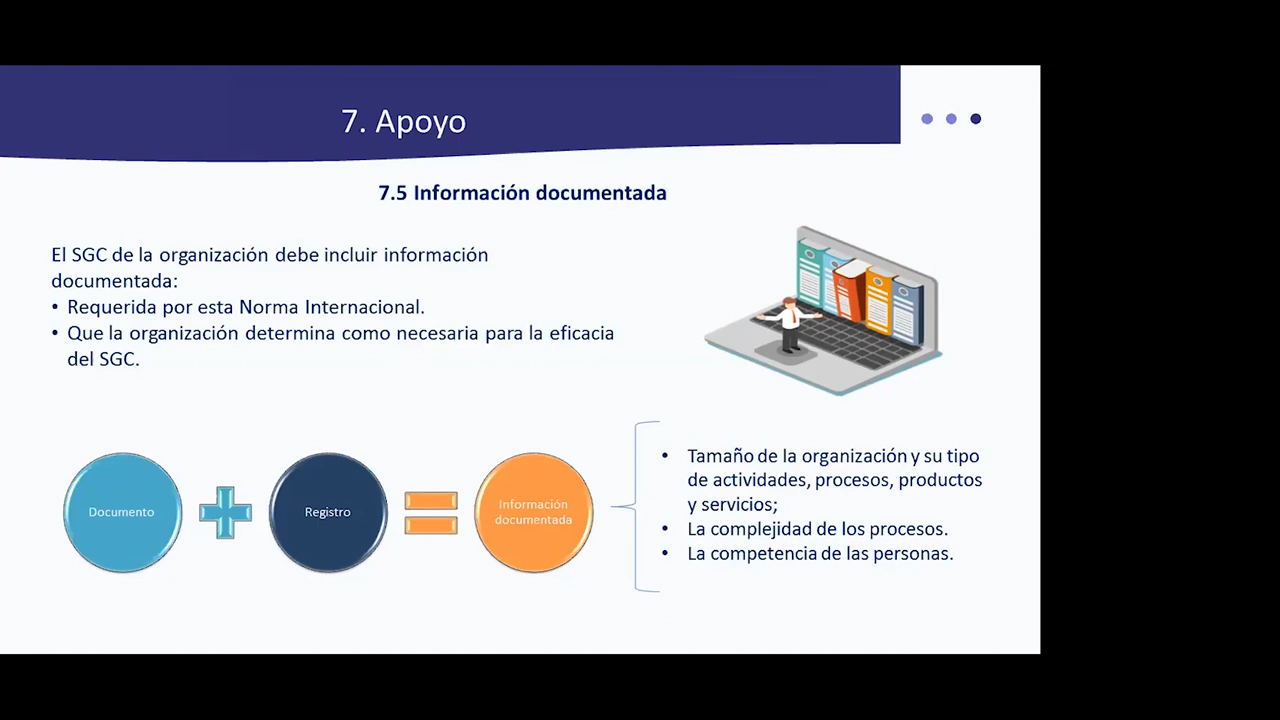 7. Apoyo
7.5 Información documentada
El SGC de la organización debe incluir información
documentada:
• Requerida por esta Norma Internacional.
• Que la organización determina como necesaria para la eficacia
del SGC.
Documento
Registro
Información
documentada
• Tamaño de la organización y su tipo
de actividades, procesos, productos
y servicios;
• La complejidad de los procesos.
• La competencia de las personas.